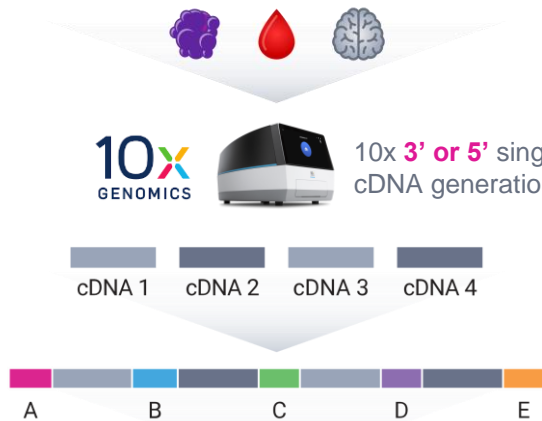 10x
GENOMICS
10x 3’ or 5’ sing
cDNA generatio
cDNA 1 cDNA 2 cDNA 3 cDNA 4
A B C D E